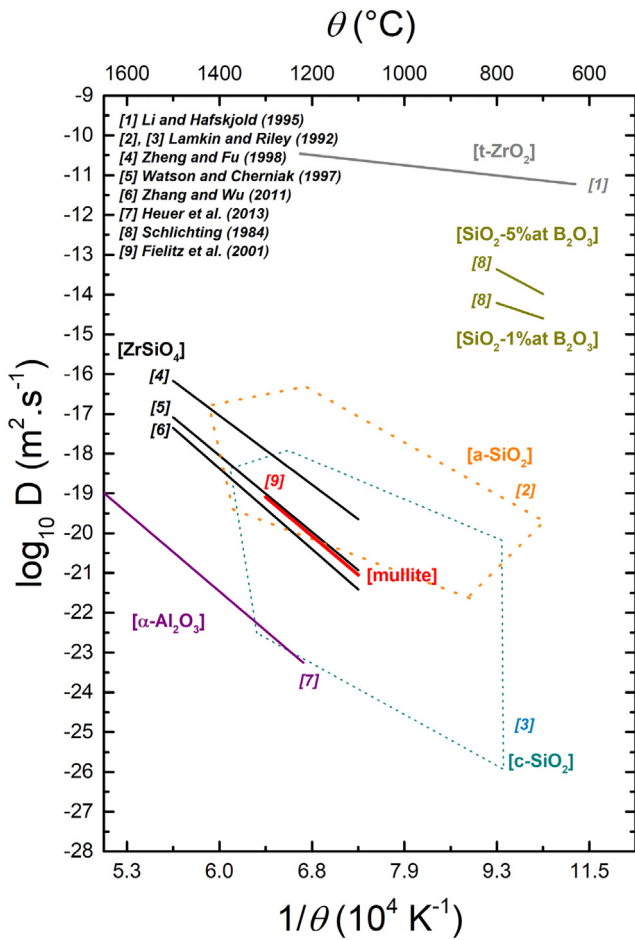 θ (°C)
1600 1400 1200 1000 800 600
-9
[1] Li and Hafskjold (1995)
[2], [3] Lamkin and Riley (1992)
[4] Zheng and Fu (1998)
[5] Watson and Cherniak (1997)
[6] Zhang and Wu (2011)
[7] Heuer et al. (2013)
[8] Schlichting (1984)
[9] Fielitz et al. (2001)
[t-ZrO₂]
[1]
-10
-11
-12
[SiO₂-5%at B₂O₃]
[8]
-13
[8]
-14
[SiO₂-1%at B₂O₃]
-15
[ZrSiO₄]
[4]
-16
[5]
-17
[6]
-18
[a-SiO₂]
[9]
[2]
-19
-20
-21
[mullite]
-22
[α-Al₂O₃]
-23
[7]
-24
-25
[3]
[c-SiO₂]
-26
-27
-28
log₁₀ D (m².s⁻¹)
5.3 6.0 6.8 7.9 9.3 11.5
1/θ (10⁴ K⁻¹)